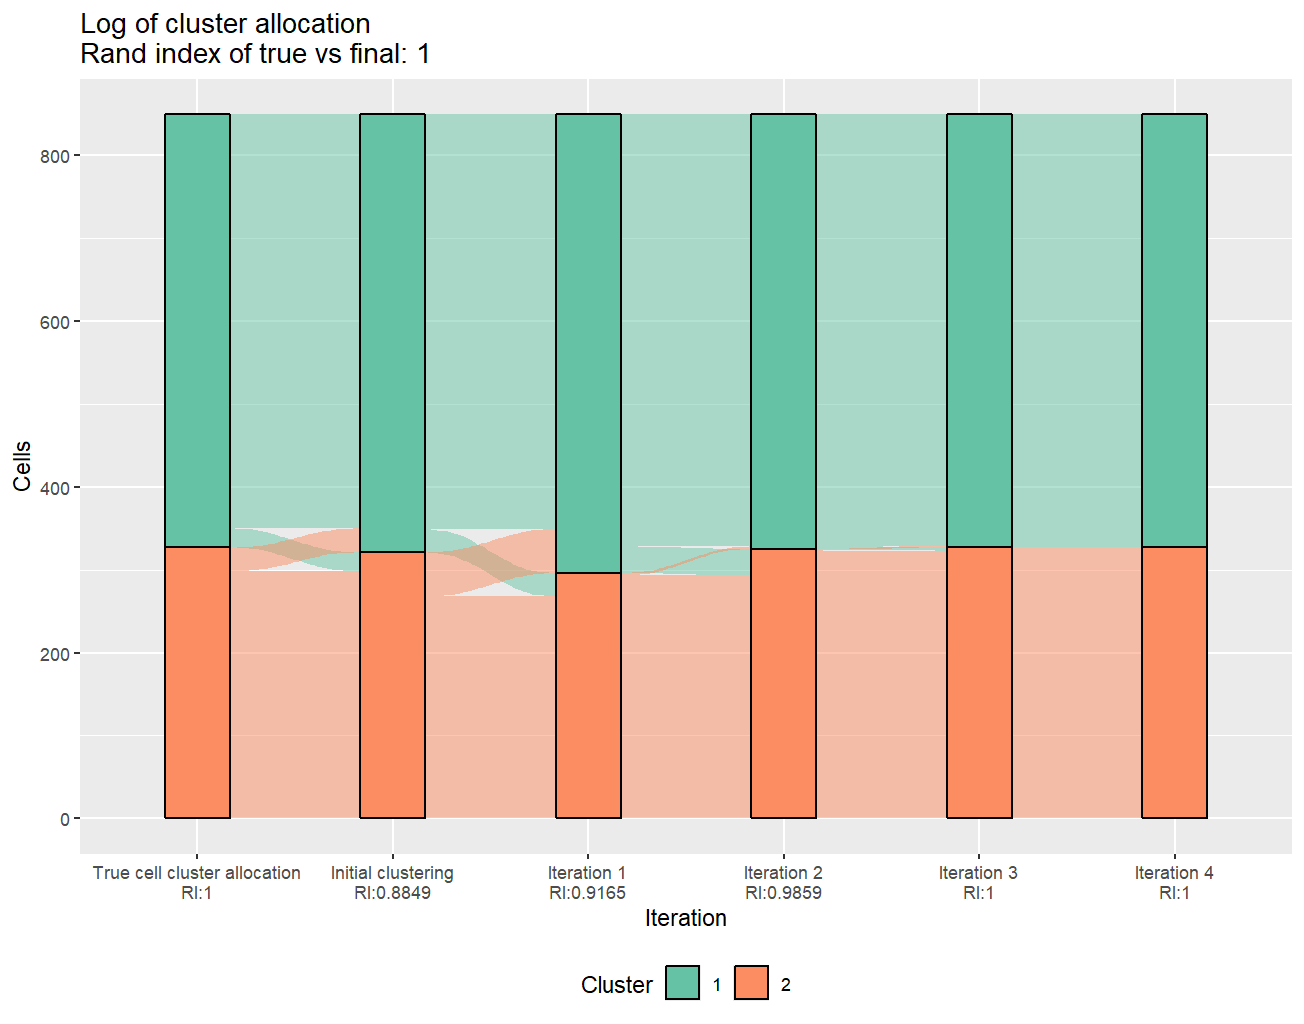 Log of cluster allocation
Rand index of true vs final: 1
Cells
800
600
400
200
0
True cell cluster allocation
RI:1
Initial clustering
RI:0.8849
Iteration 1
RI:0.9165
Iteration 2
RI:0.9859
Iteration 3
RI:1
Iteration 4
RI:1
Iteration
Cluster 1 2